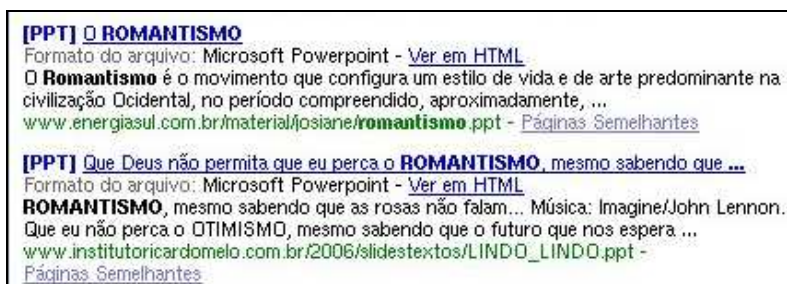 [PPT] O ROMANTISMO
Formato do arquivo: Microsoft Powerpoint - Ver em HTML
O Romantismo é o movimento que configura um estilo de vida e de arte predominante na
civilização Ocidental, no período compreendido, aproximadamente, ...
www.energiasul.com.br/material/josiane/romantismo.ppt - Páginas Semelhantes
[PPT] Que Deus não permita que eu perca o ROMANTISMO, mesmo sabendo que ...
Formato do arquivo: Microsoft Powerpoint - Ver em HTML
ROMANTISMO, mesmo sabendo que as rosas não falam... Música: Imagine/John Lennon.
Que eu não perca o OTIMISMO, mesmo sabendo que o futuro que nos espera ...
www.institutoricardomelo.com.br/2006/slidestextos/LINDO_LINDO.ppt -
Páginas Semelhantes